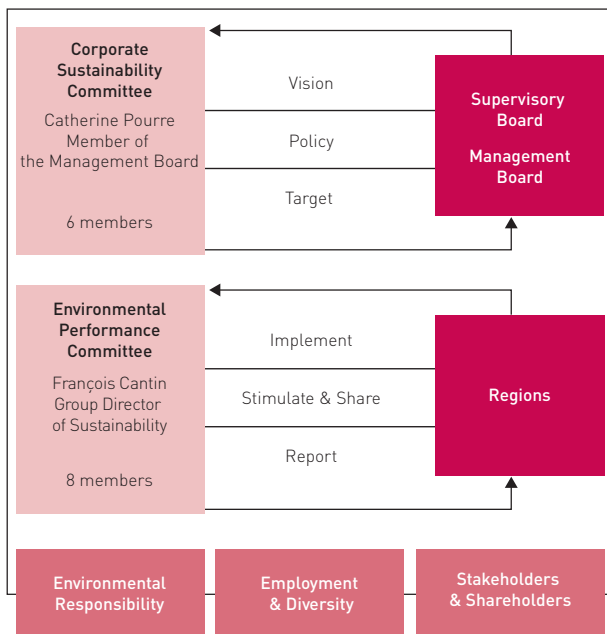 Corporate
Sustainability
Committee
Catherine Pourre
Member of
the Management Board
6 members
Vision
Policy
Target
Supervisory
Board
Management
Board
Environmental
Performance
Committee
François Cantin
Group Director
of Sustainability
8 members
Implement
Stimulate & Share
Report
Regions
Environmental
Responsibility
Employment
& Diversity
Stakeholders
& Shareholders